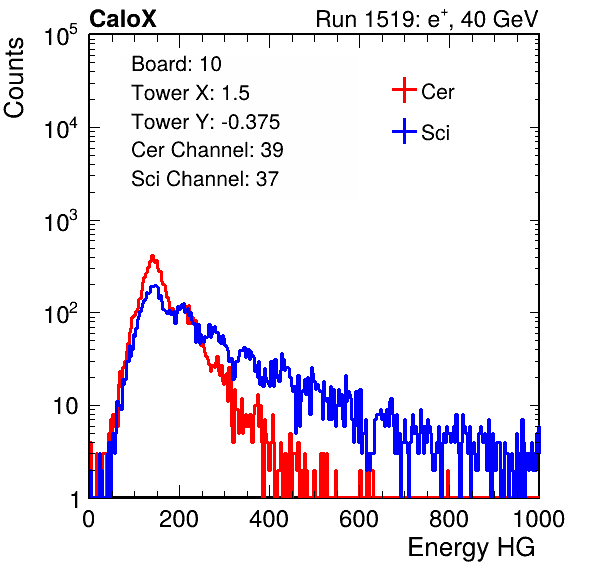 CaloX Run 1519: e⁺, 40 GeV
Counts
Board: 10
Tower X: 1.5
Tower Y: -0.375
Cer Channel: 39
Sci Channel: 37
Cer
Sci
10⁵
10⁴
10³
10²
10
1
0 200 400 600 800 1000
Energy HG